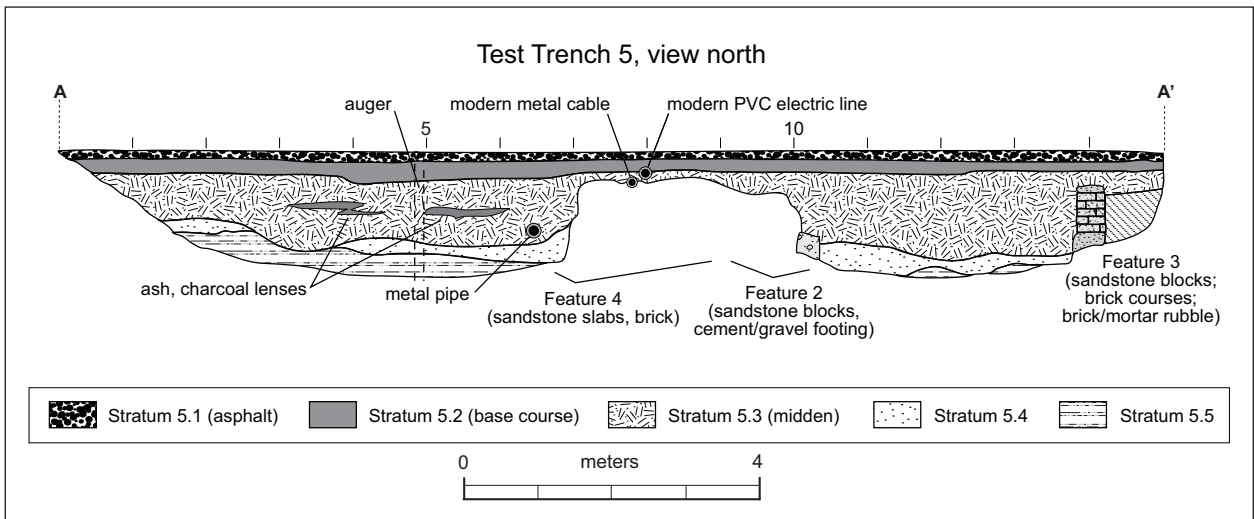 Test Trench 5, view north
A
A'
auger
modern metal cable
modern PVC electric line
5
10
ash, charcoal lenses
metal pipe
Feature 4
(sandstone slabs, brick)
Feature 2
(sandstone blocks,
cement/gravel footing)
Feature 3
(sandstone blocks;
brick courses;
brick/mortar rubble)
Stratum 5.1 (asphalt)
Stratum 5.2 (base course)
Stratum 5.3 (midden)
Stratum 5.4
Stratum 5.5
0 meters 4